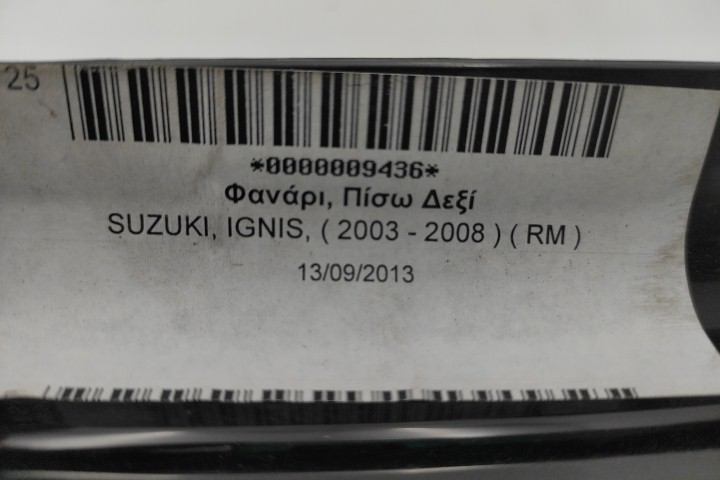 25
*0000009436*
Φανάρι, Πίσω Δεξί
SUZUKI, IGNIS, ( 2003 - 2008 ) ( RM )
13/09/2013